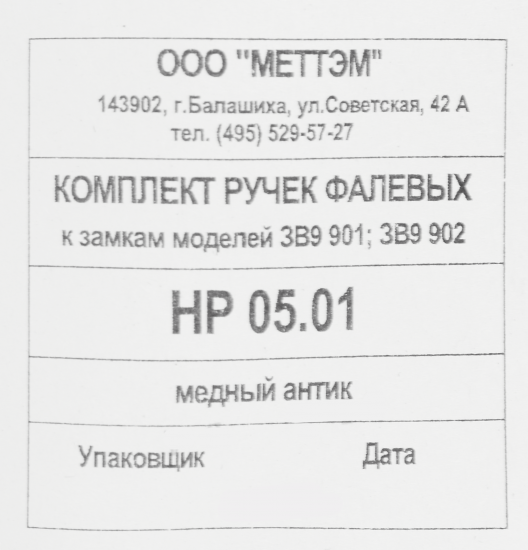 ООО "МЕТТЭМ"
143902, г.Балашиха, ул.Советская, 42 А
тел. (495) 529-57-27
КОМПЛЕКТ РУЧЕК ФАЛЕВЫХ
к замкам моделей ЗВ9 901; ЗВ9 902
НР 05.01
медный антик
Упаковщик Дата